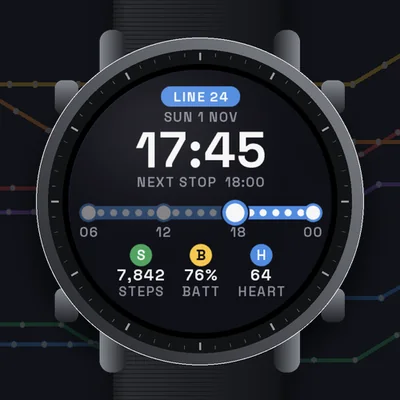 LINE 24
SUN 1 NOV
17:45
NEXT STOP 18:00
06 12 18 00
S B H
7,842 76% 64
STEPS BATT HEART